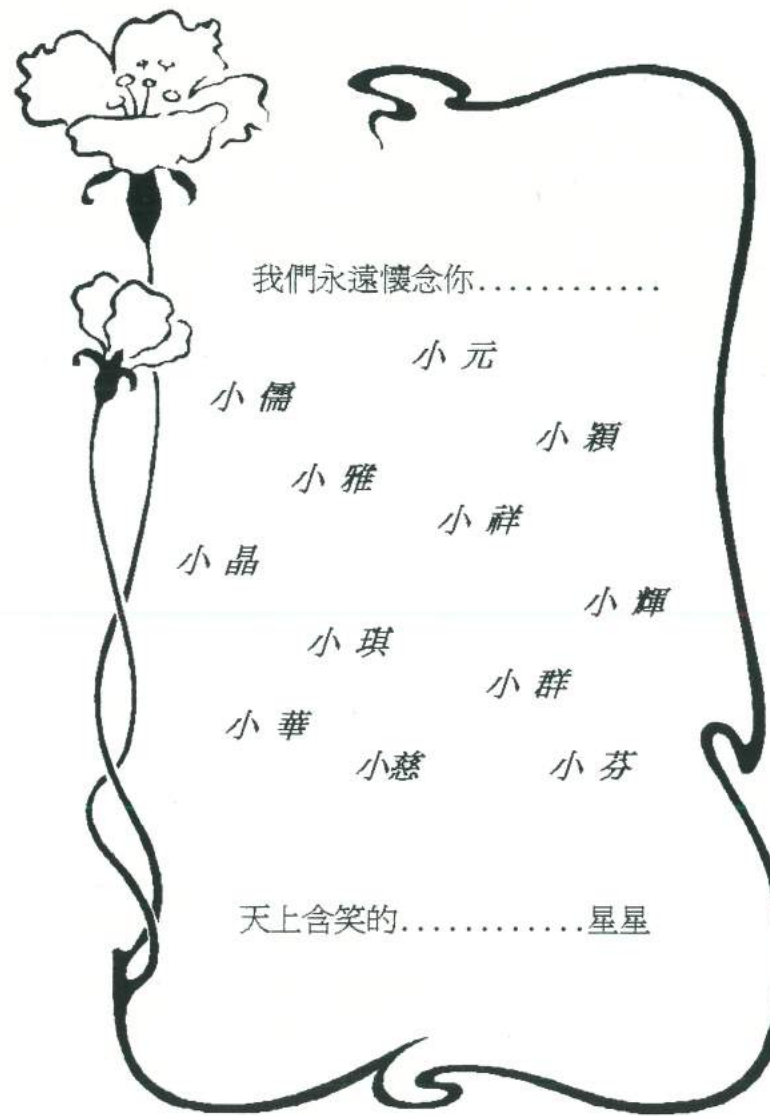 我們永遠懷念你............
小 元
小 儒
小 穎
小 雅
小 祥
小 晶
小 輝
小 琪
小 群
小 華
小慈 小 芬
天上含笑的............星星